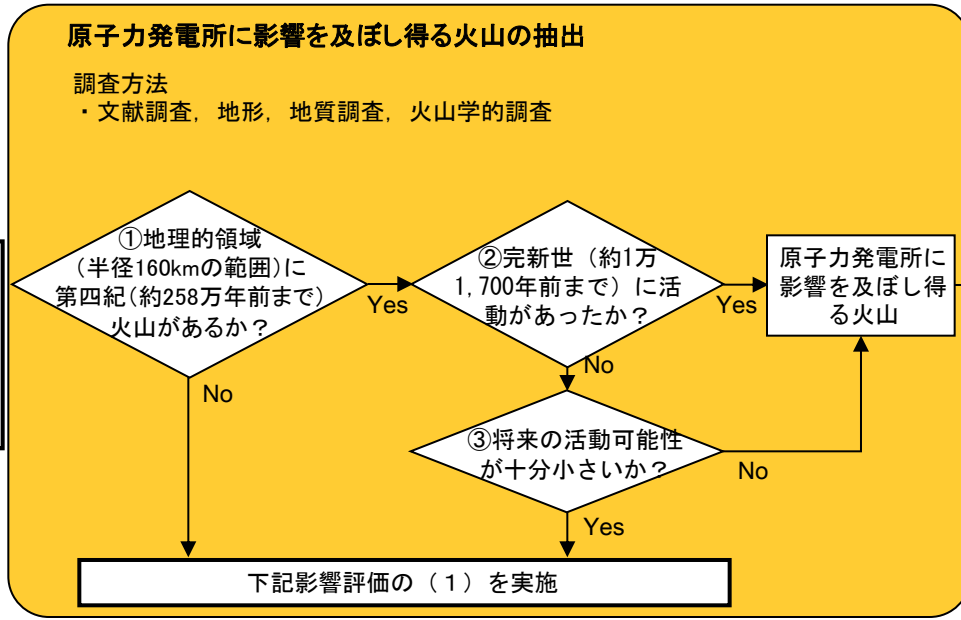 原子力発電所に影響を及ぼし得る火山の抽出
調査方法
・文献調査，地形，地質調査，火山学的調査
①地理的領域
（半径160kmの範囲）に
第四紀（約258万年前まで）
火山があるか？
Yes
No
②完新世（約1万
1,700年前まで）に活
動があったか？
Yes
No
原子力発電所に
影響を及ぼし得
る火山
③将来の活動可能性
が十分小さいか？
No
Yes
下記影響評価の（１）を実施